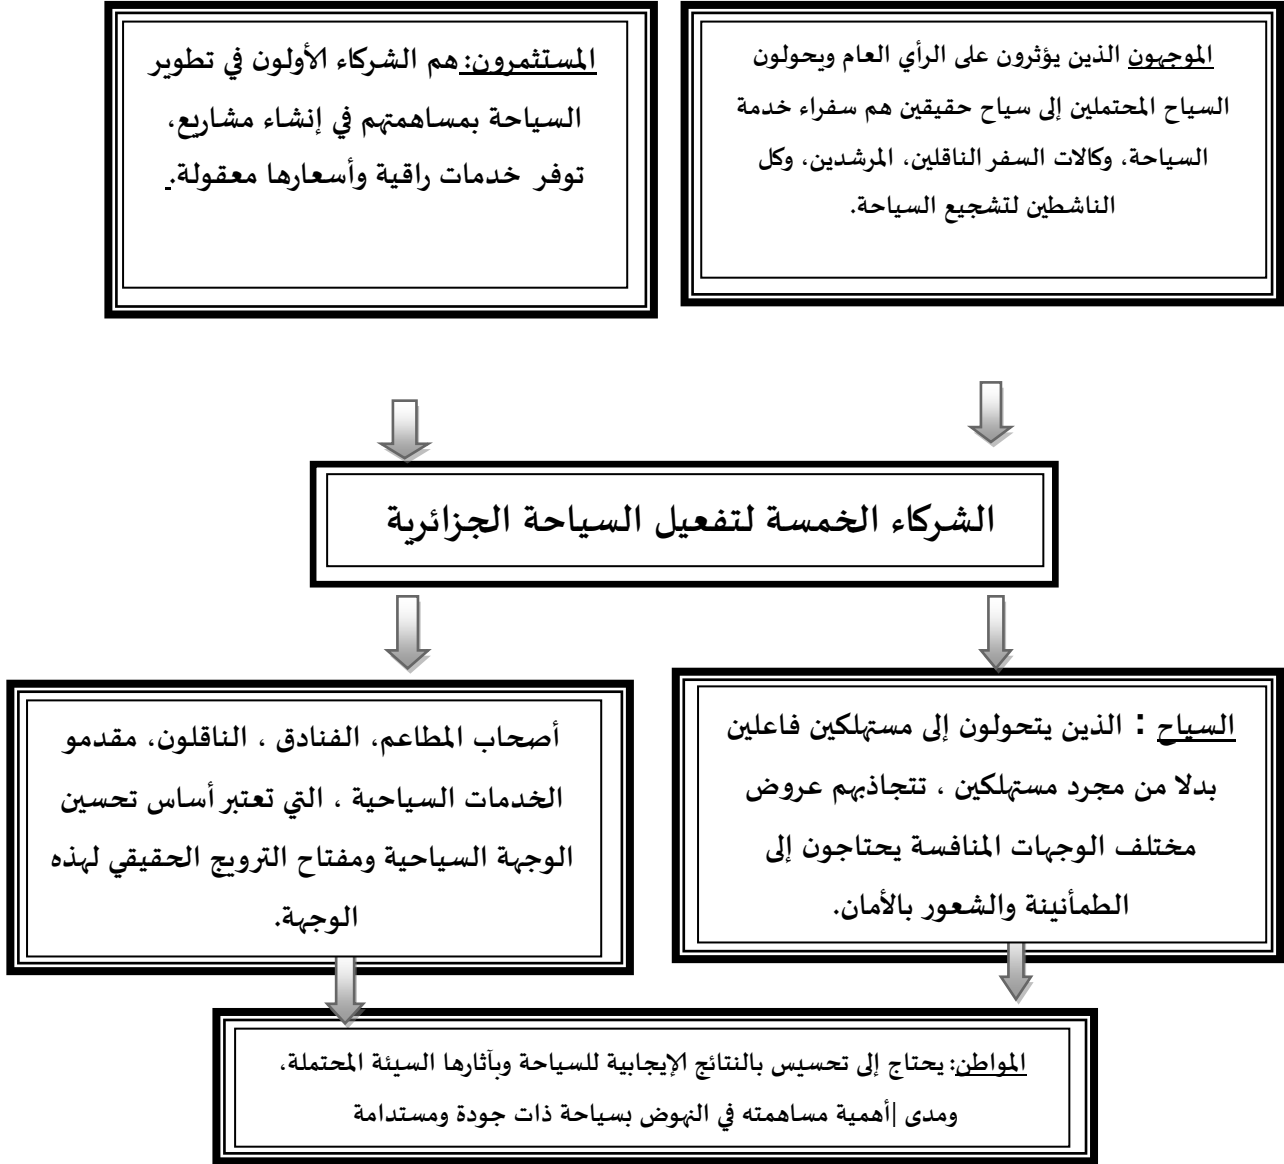 الموجهون الذين يؤثرون على الرأي العام ويحولون
السياح المحتملين إلى سياح حقيقين هم سفراء خدمة
السياحة، وكالات السفر الناقلين، المرشدين، وكل
الناشطين لتشجيع السياحة.
المستثمرون: هم الشركاء الأولون في تطوير
السياحة بمساهمتهم في إنشاء مشاريع،
توفر خدمات راقية وأسعارها معقولة.
الشركاء الخمسة لتفعيل السياحة الجزائرية
السياح : الذين يتحولون إلى مستهلكين فاعلين
بدلا من مجرد مستهلكين ، تتجاذبهم عروض
مختلف الوجهات المنافسة يحتاجون إلى
الطمأنينة والشعور بالأمان.
أصحاب المطاعم، الفنادق ، الناقلون، مقدمو
الخدمات السياحية ، التي تعتبر أساس تحسين
الوجهة السياحية ومفتاح الترويج الحقيقي لهذه
الوجهة.
المواطن: يحتاج إلى تحسيس بالنتائج الإيجابية للسياحة وبآثارها السيئة المحتملة،
ومدى |أهمية مساهمته في النهوض بسياحة ذات جودة ومستدامة